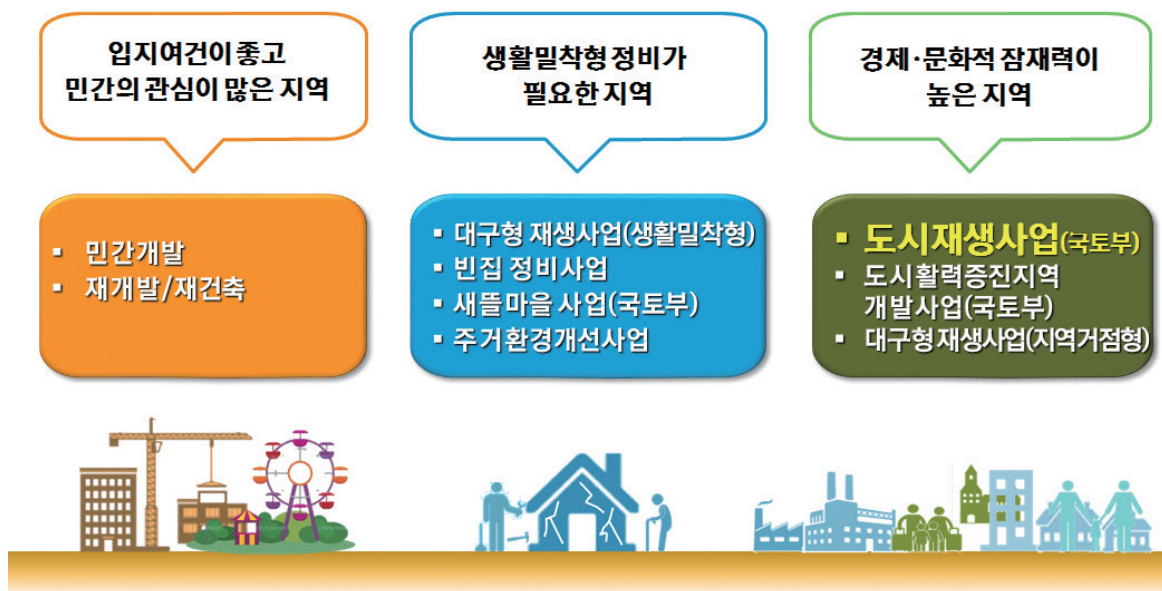 입지여건이 좋고
민간의 관심이 많은 지역
▪ 민간개발
▪ 재개발/재건축
생활밀착형 정비가
필요한 지역
▪ 대구형 재생사업(생활밀착형)
▪ 빈집 정비사업
▪ 새뜰마을 사업(국토부)
▪ 주거환경개선사업
경제·문화적 잠재력이
높은 지역
▪ 도시재생사업(국토부)
▪ 도시활력증진지역
개발사업(국토부)
▪ 대구형 재생사업(지역거점형)